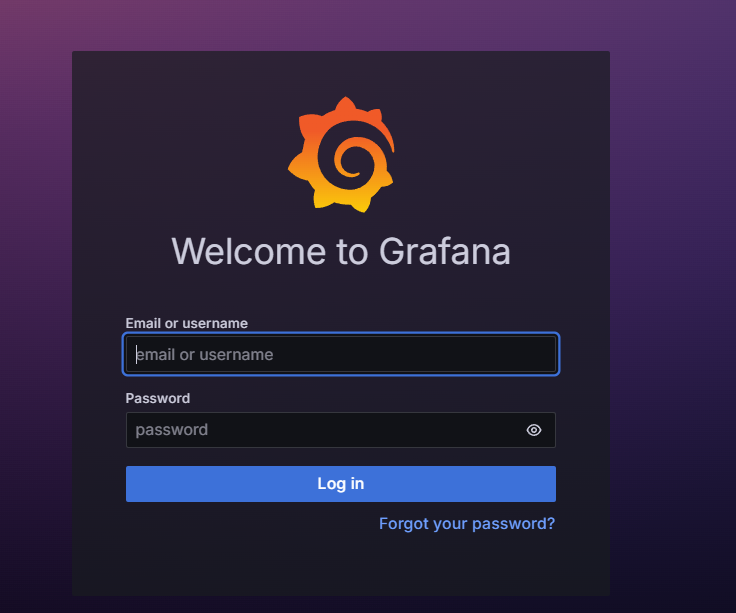 Welcome to Grafana
Email or username
email or username
Password
password
Log in
Forgot your password?